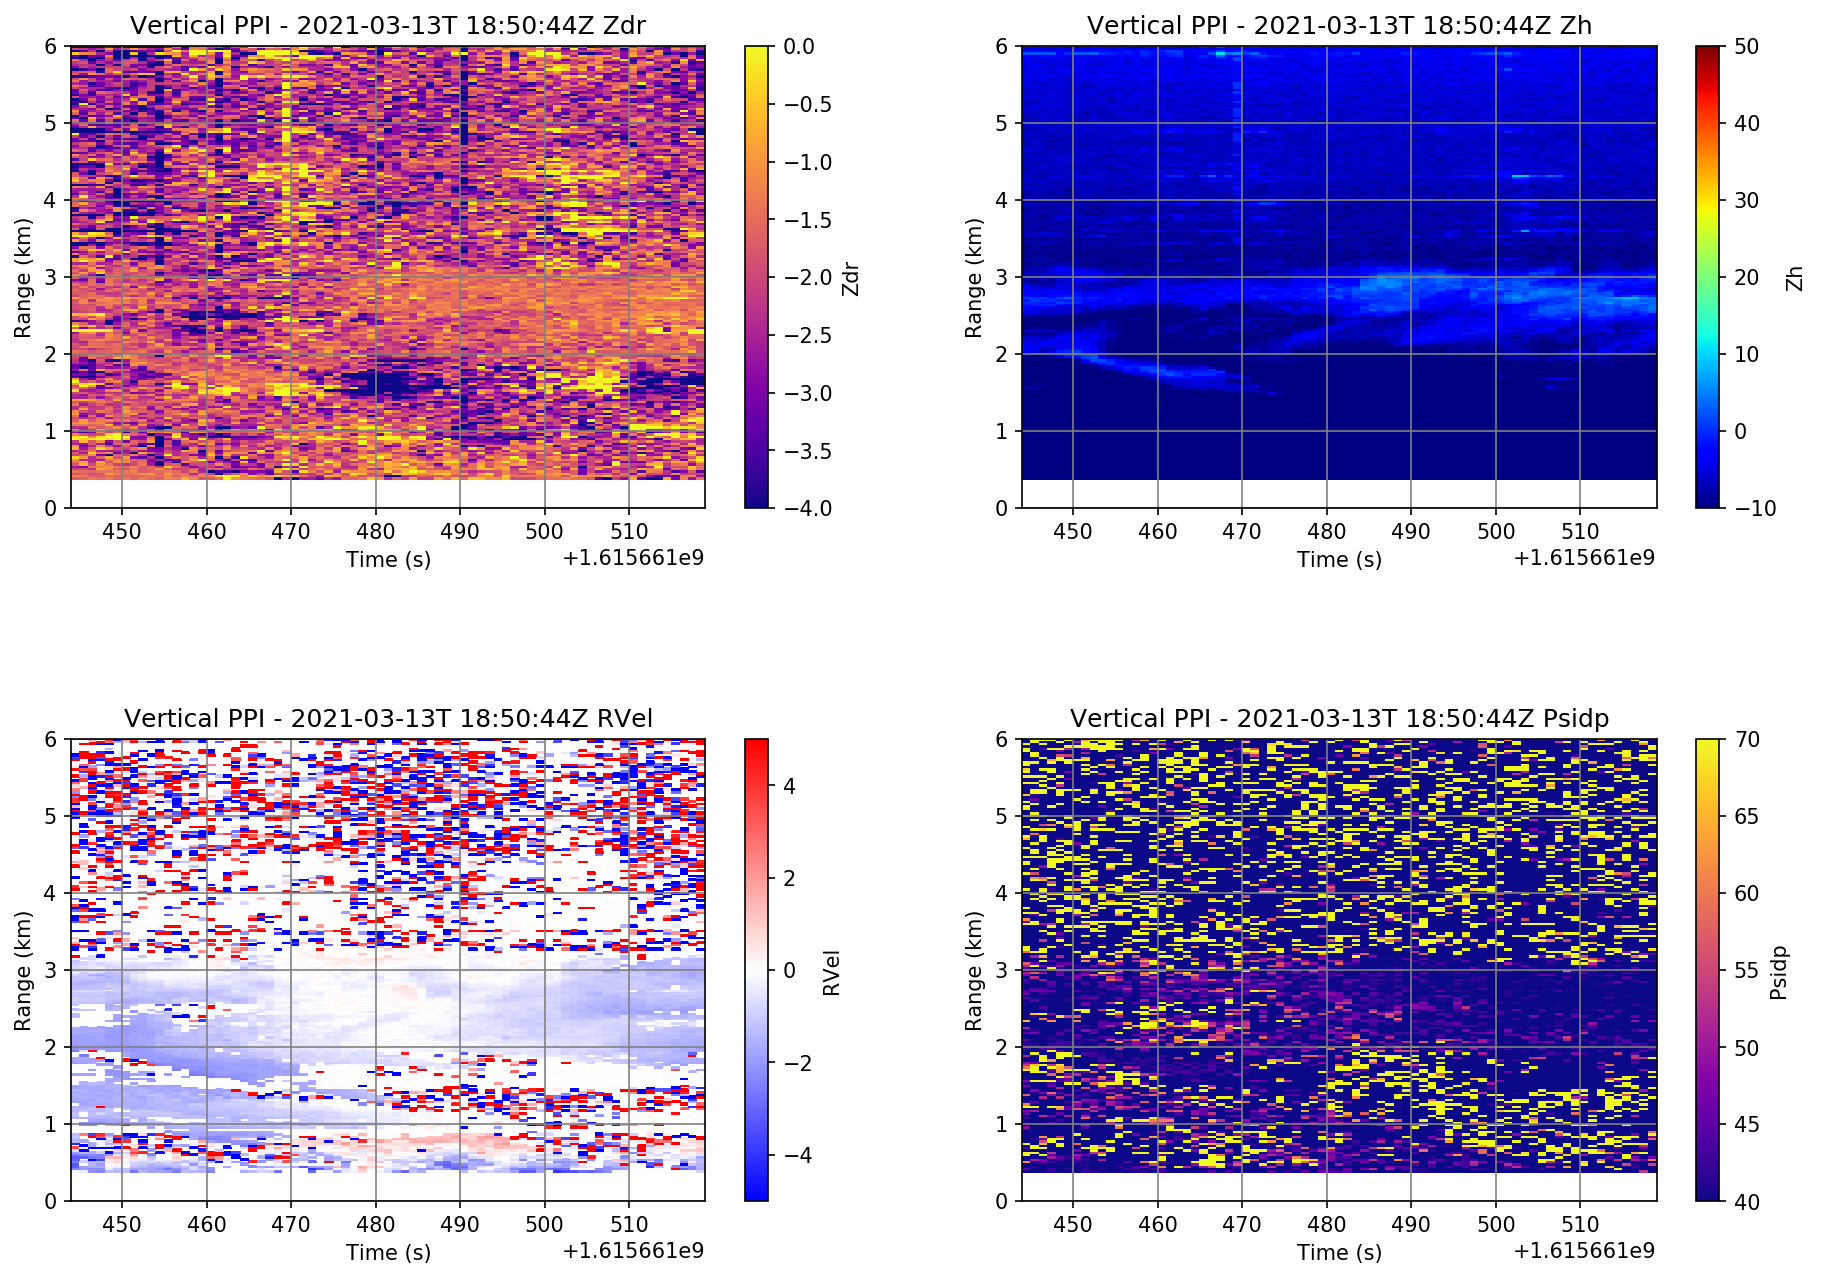 Vertical PPI - 2021-03-13T 18:50:44Z Zdr
6
5
4
3
2
1
0
Range (km)
450 460 470 480 490 500 510
Time (s)
+1.615661e9
0.0
−0.5
−1.0
−1.5
−2.0
−2.5
−3.0
−3.5
−4.0
Zdr
Vertical PPI - 2021-03-13T 18:50:44Z Zh
6
5
4
3
2
1
0
Range (km)
450 460 470 480 490 500 510
Time (s)
+1.615661e9
50
40
30
20
10
0
−10
Zh
Vertical PPI - 2021-03-13T 18:50:44Z RVel
6
5
4
3
2
1
0
Range (km)
450 460 470 480 490 500 510
Time (s)
+1.615661e9
4
2
0
−2
−4
RVel
Vertical PPI - 2021-03-13T 18:50:44Z Psidp
6
5
4
3
2
1
0
Range (km)
450 460 470 480 490 500 510
Time (s)
+1.615661e9
70
65
60
55
50
45
40
Psidp